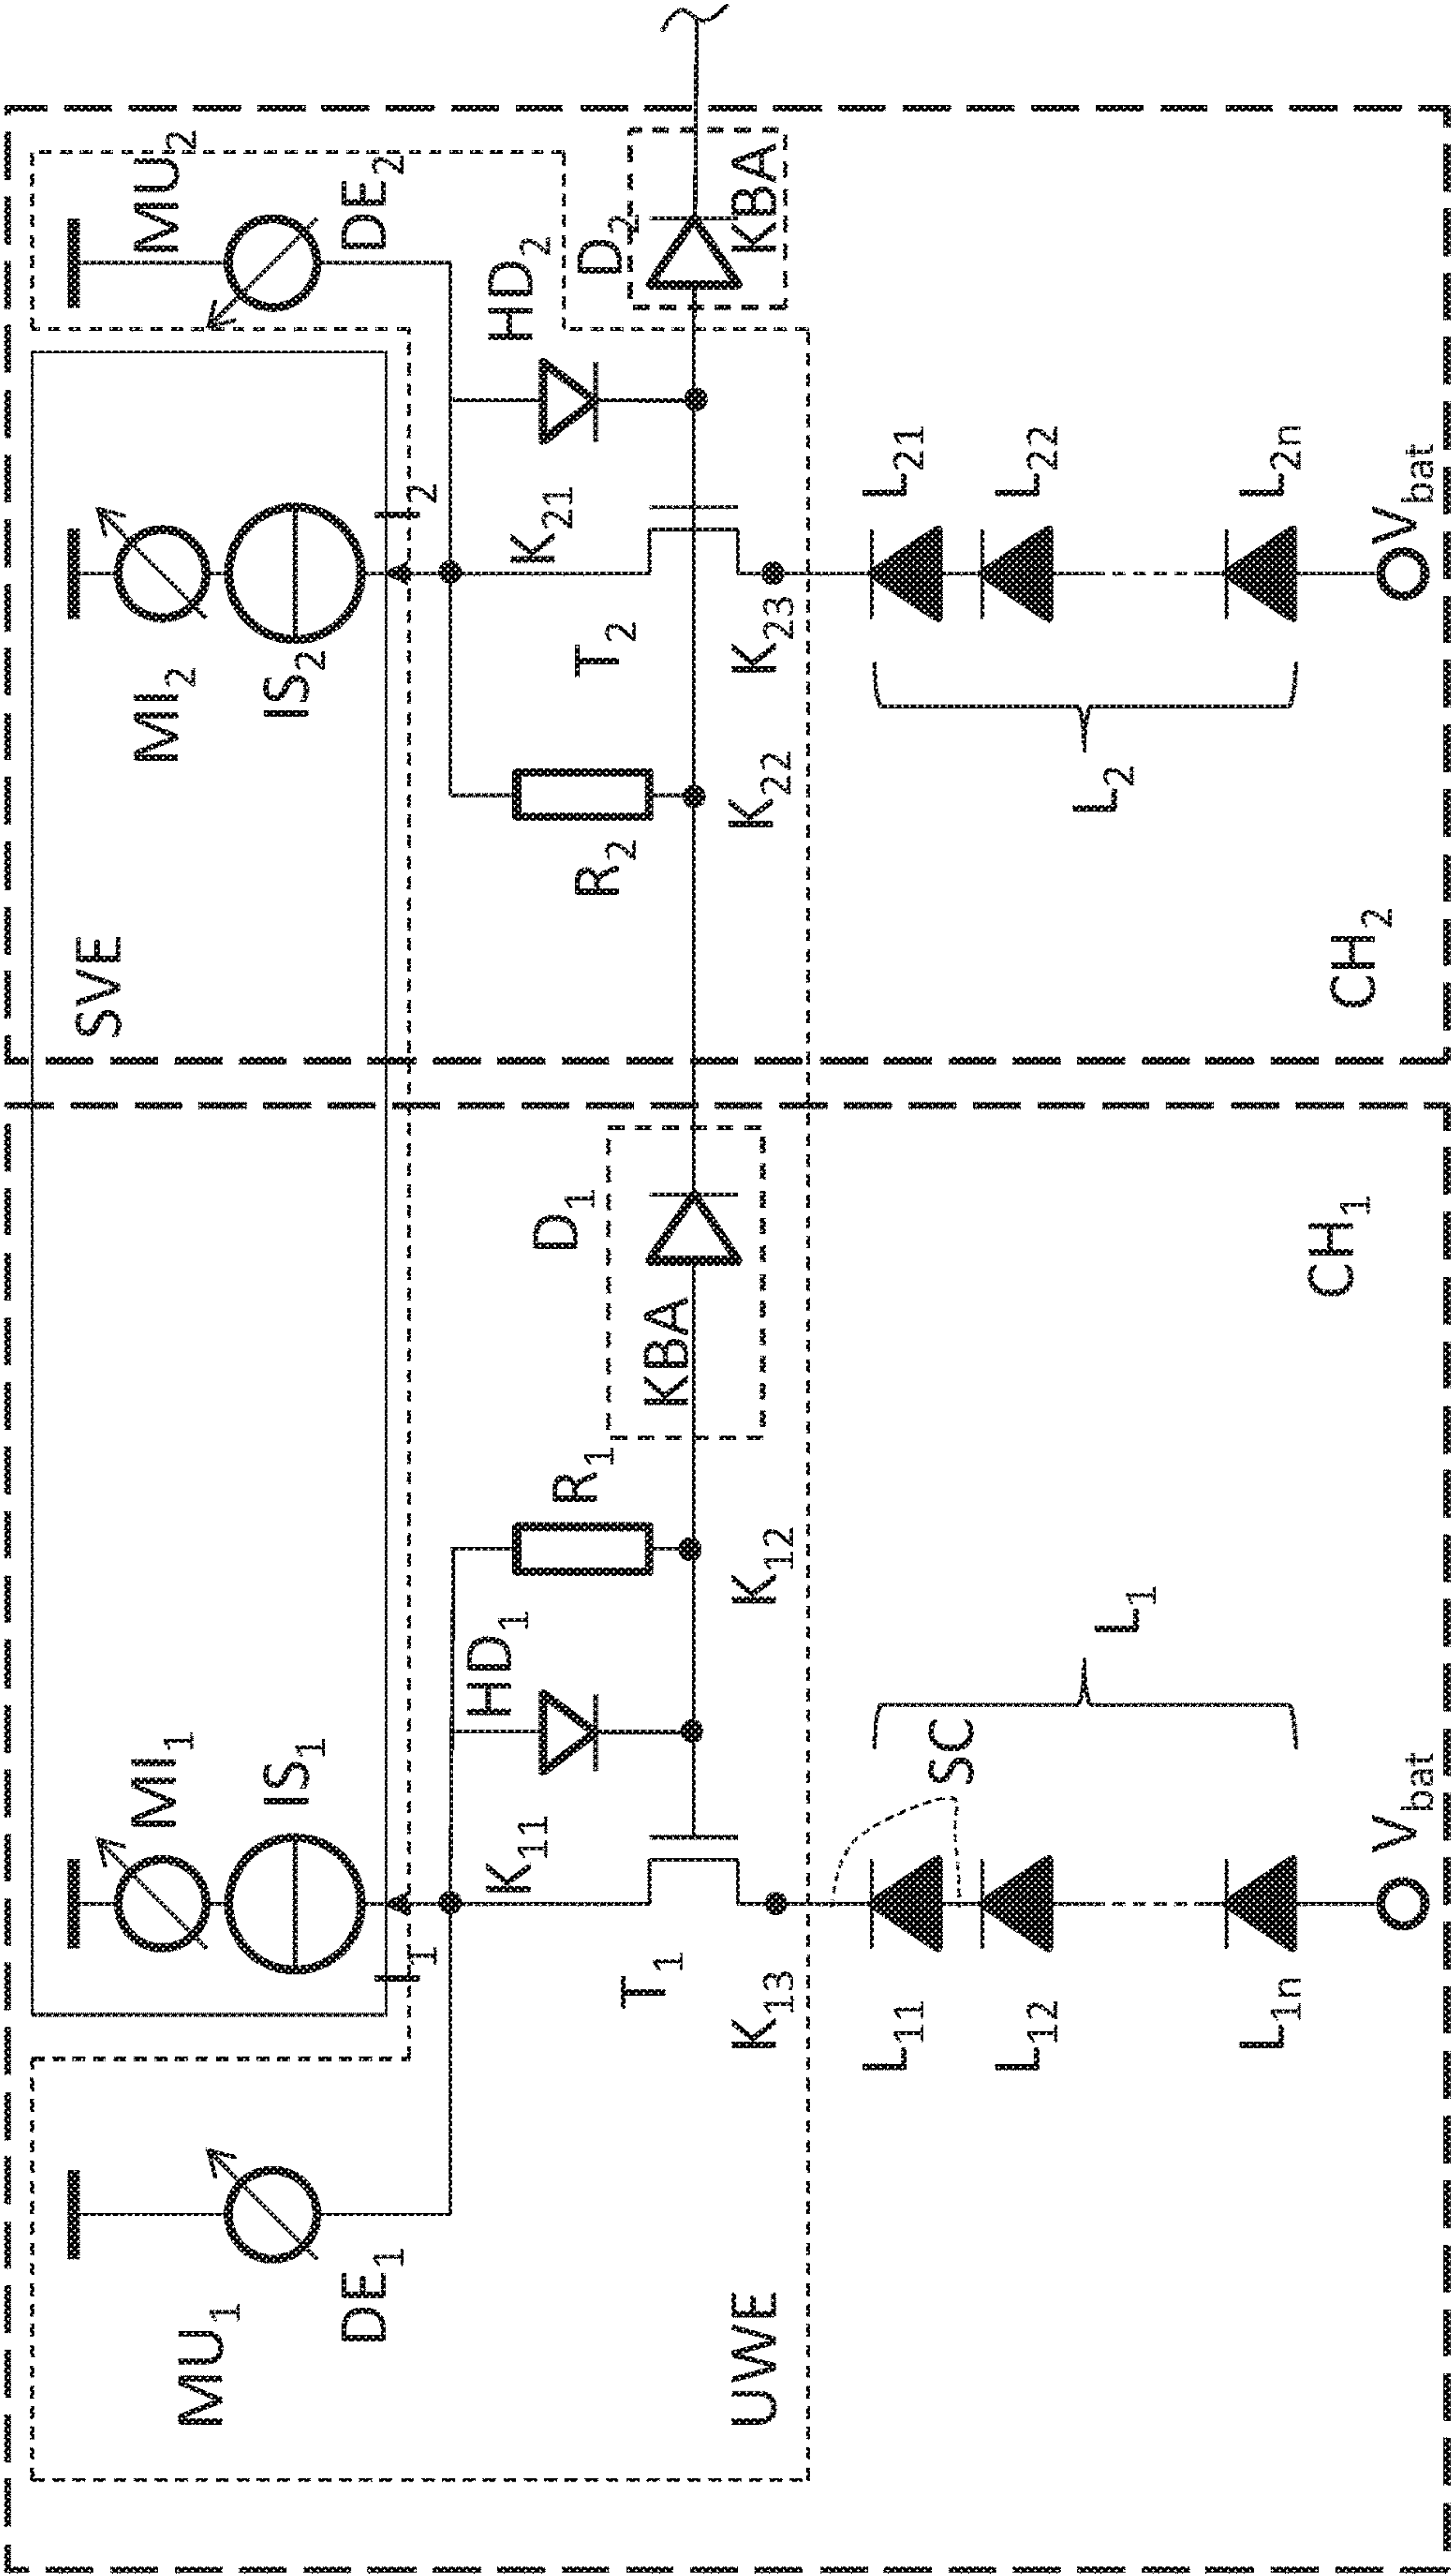 MU₁
DE₁
UWE
MI₁
IS₁
I₁
K₁₁
HD₁
R₁
T₁
K₁₃
K₁₂
KBA
D₁
L₁₁
L₁₂
L₁ₙ
SC
L₁
V_bat
CH₁
SVE
MI₂
IS₂
I₂
MU₂
DE₂
K₂₁
HD₂
R₂
T₂
K₂₂
K₂₃
D₂
KBA
L₂₁
L₂₂
L₂ₙ
L₂
V_bat
CH₂